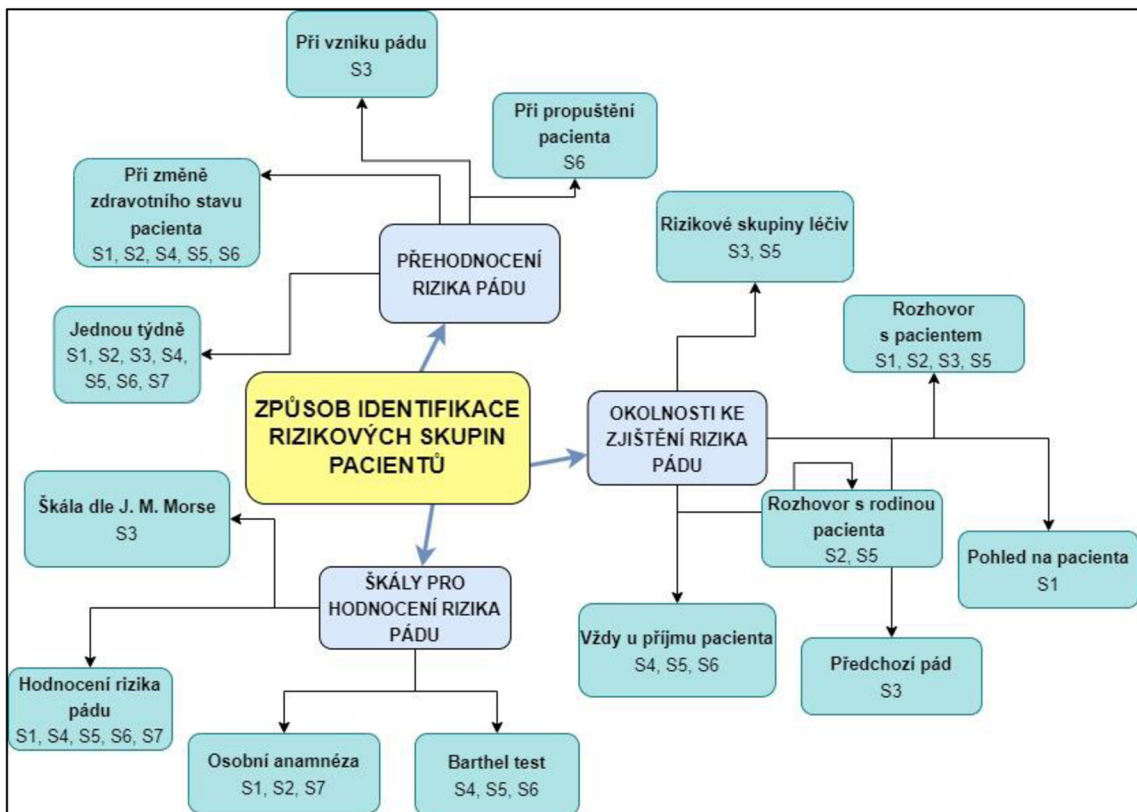 Při vzniku pádu
S3
Při propuštění
pacienta
S6
Při změně
zdravotního stavu
pacienta
S1, S2, S4, S5, S6
Rizikové skupiny léčiv
S3, S5
PŘEHODNOCENÍ
RIZIKA PÁDU
Jednou týdně
S1, S2, S3, S4,
S5, S6, S7
Rozhovor
s pacientem
S1, S2, S3, S5
ZPŮSOB IDENTIFIKACE
RIZIKOVÝCH SKUPIN
PACIENTŮ
OKOLNOSTI KE
ZJIŠTĚNÍ RIZIKA
PÁDU
Škála dle J. M. Morse
S3
Rozhovor s rodinou
pacienta
S2, S5
Pohled na pacienta
S1
ŠKÁLY PRO
HODNOCENÍ RIZIKA
PÁDU
Vždy u příjmu pacienta
S4, S5, S6
Předchozí pád
S3
Hodnocení rizika
pádu
S1, S4, S5, S6, S7
Osobní anamnéza
S1, S2, S7
Barthel test
S4, S5, S6